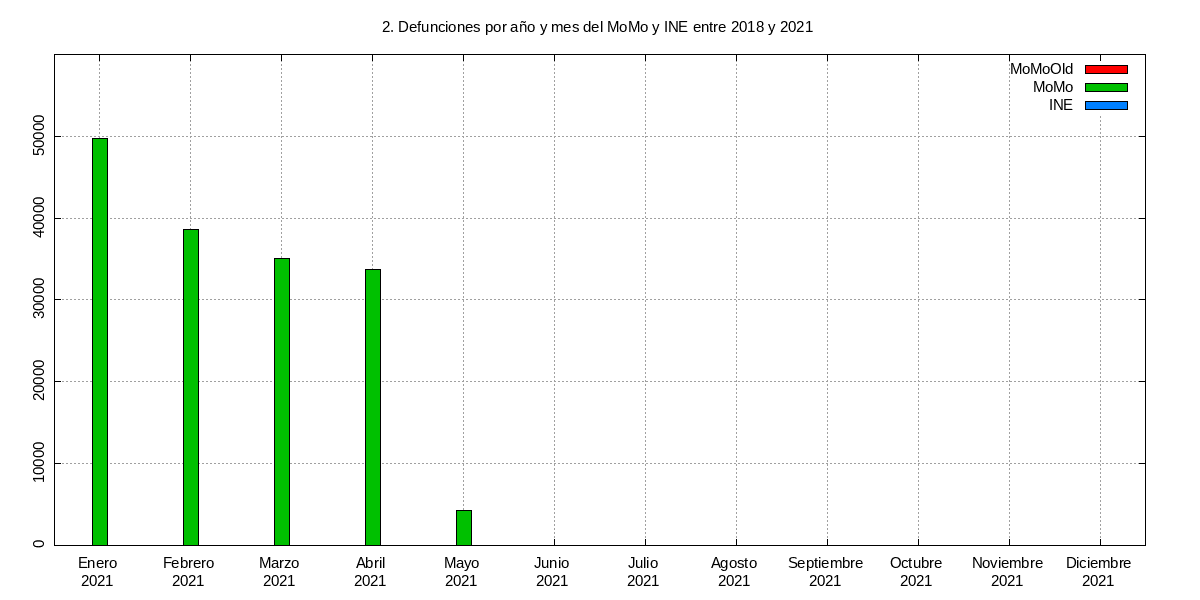 2. Defunciones por año y mes del MoMo y INE entre 2018 y 2021
MoMoOld
MoMo
INE
50000
40000
30000
20000
10000
0
Enero Febrero Marzo Abril Mayo Junio Julio Agosto Septiembre Octubre Noviembre Diciembre
2021 2021 2021 2021 2021 2021 2021 2021 2021 2021 2021 2021